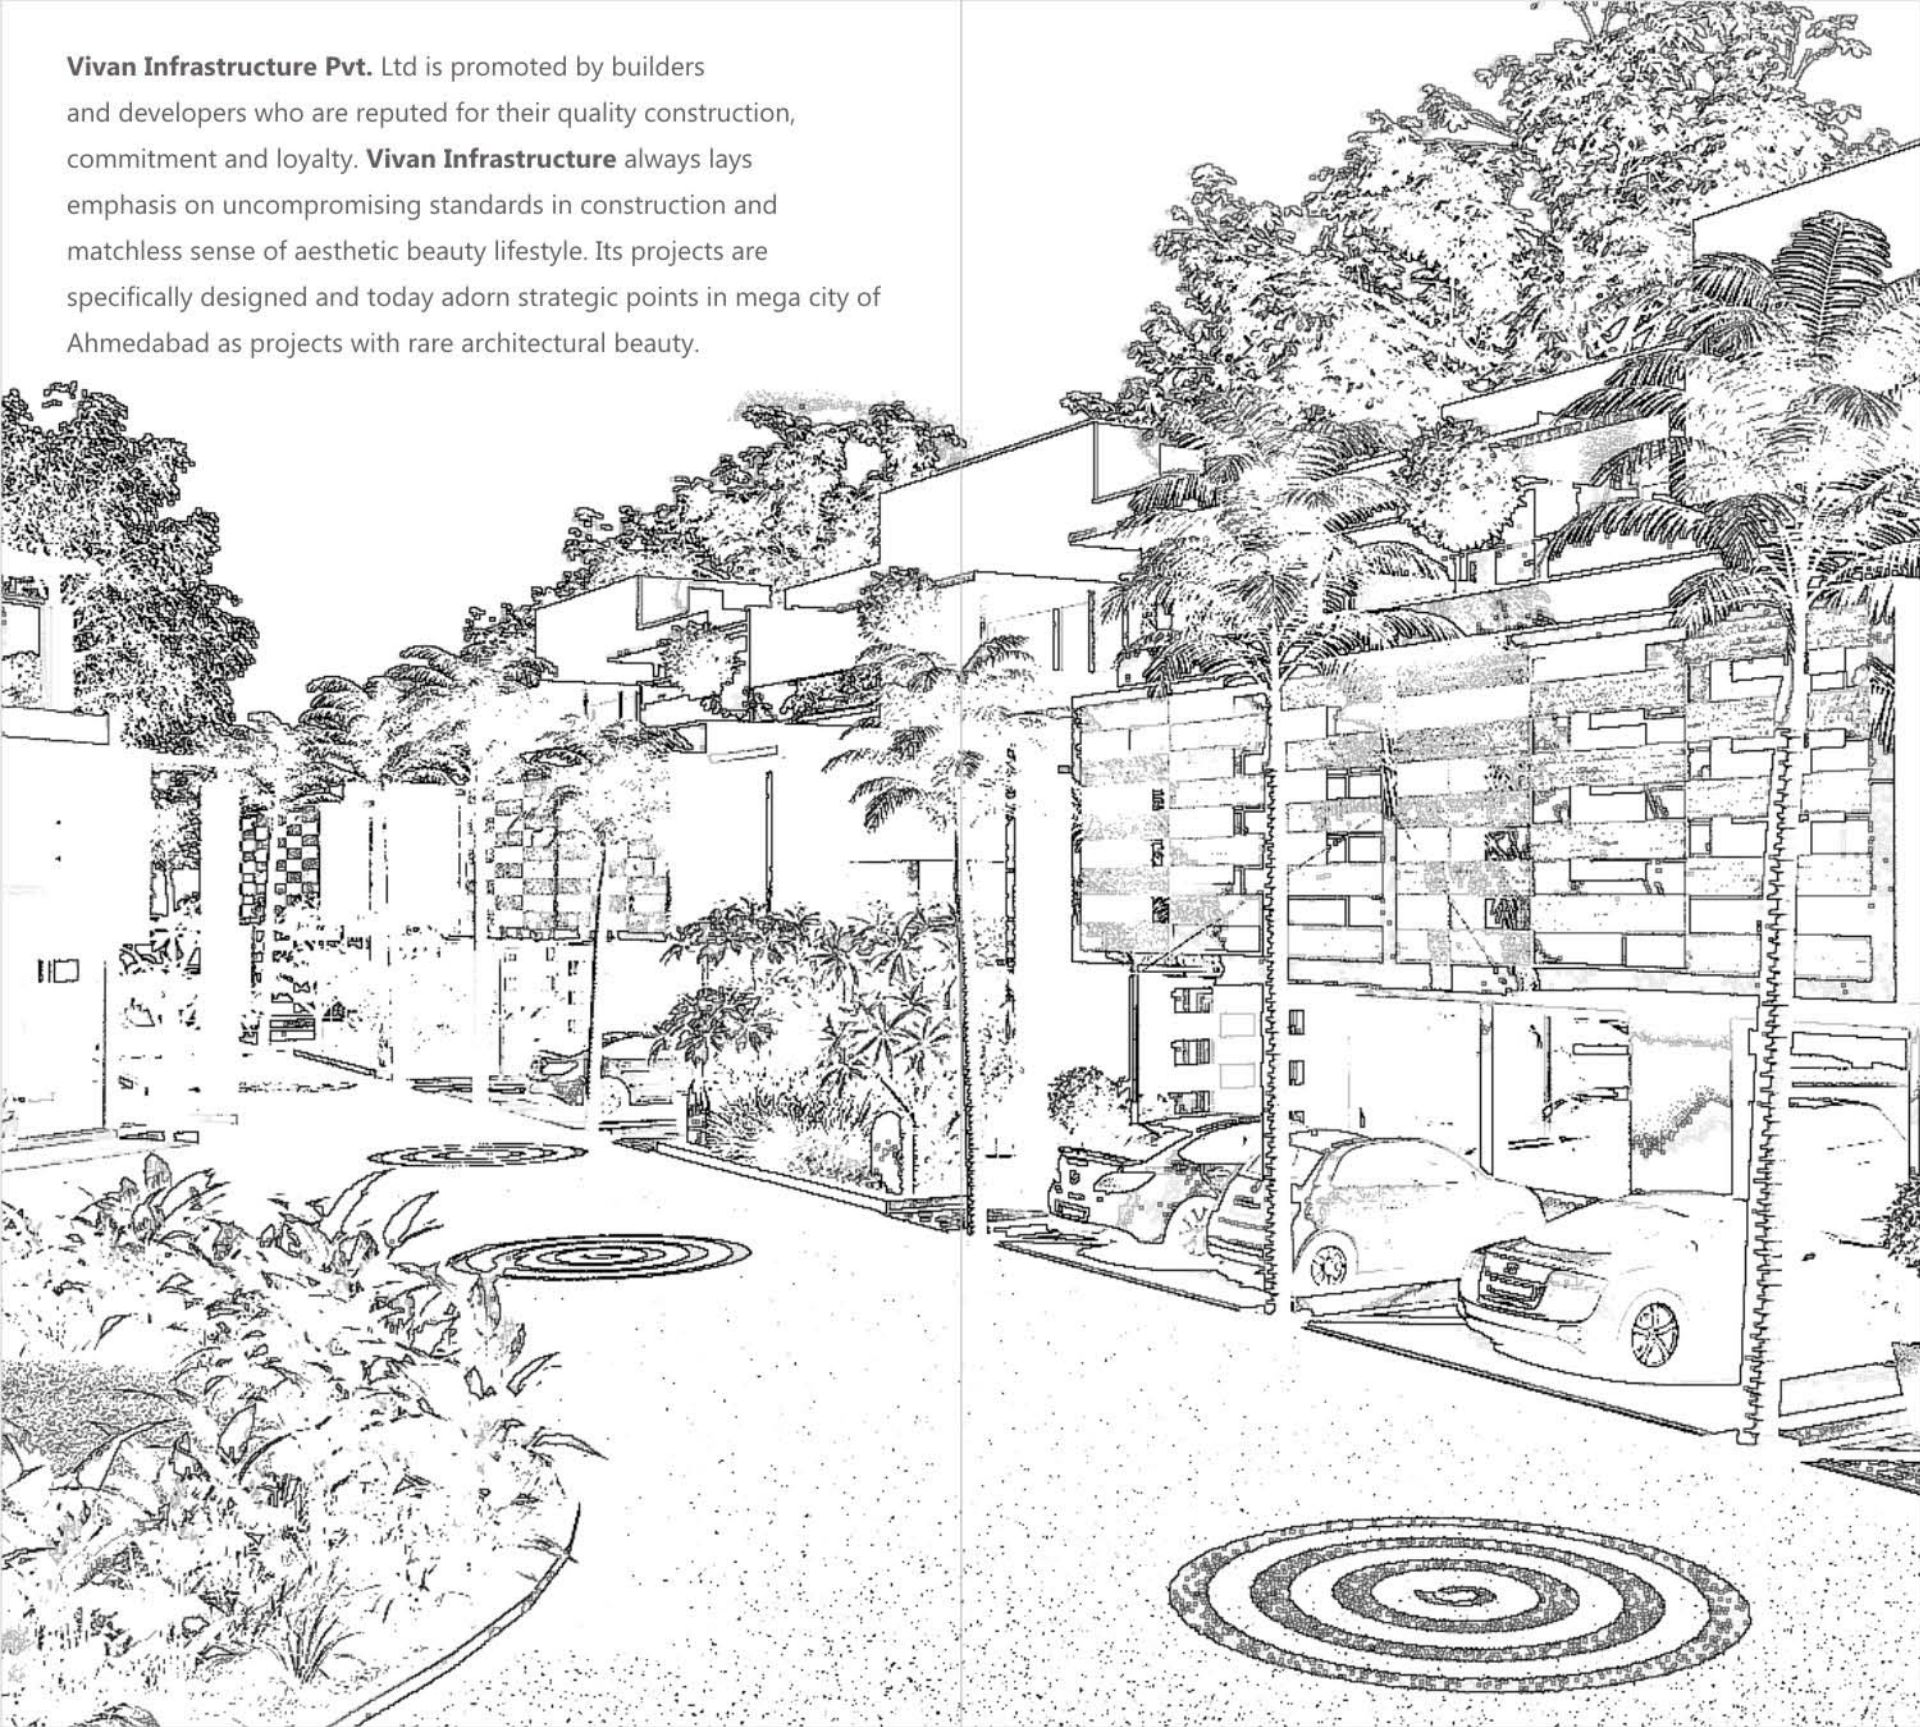 Vivan Infrastructure Pvt. Ltd is promoted by builders
and developers who are reputed for their quality construction,
commitment and loyalty. Vivan Infrastructure always lays
emphasis on uncompromising standards in construction and
matchless sense of aesthetic beauty lifestyle. Its projects are
specifically designed and today adorn strategic points in mega city of
Ahmedabad as projects with rare architectural beauty.